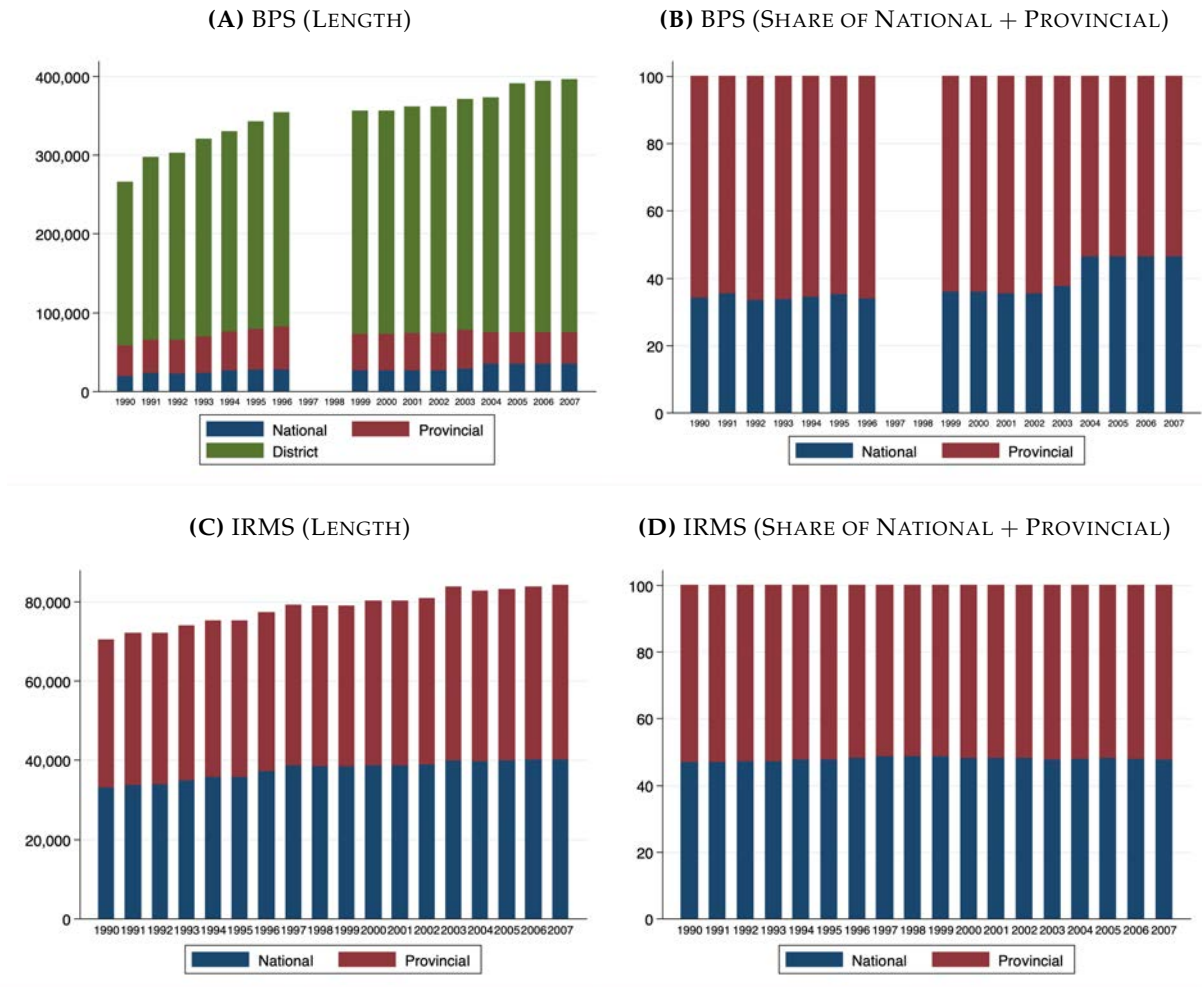 (A) BPS (LENGTH)
400,000
300,000
200,000
100,000
0
1990 1991 1992 1993 1994 1995 1996 1997 1998 1999 2000 2001 2002 2003 2004 2005 2006 2007
National Provincial
District
(B) BPS (SHARE OF NATIONAL + PROVINCIAL)
100
80
60
40
20
0
1990 1991 1992 1993 1994 1995 1996 1997 1998 1999 2000 2001 2002 2003 2004 2005 2006 2007
National Provincial
(C) IRMS (LENGTH)
80,000
60,000
40,000
20,000
0
1990 1991 1992 1993 1994 1995 1996 1997 1998 1999 2000 2001 2002 2003 2004 2005 2006 2007
National Provincial
(D) IRMS (SHARE OF NATIONAL + PROVINCIAL)
100
80
60
40
20
0
1990 1991 1992 1993 1994 1995 1996 1997 1998 1999 2000 2001 2002 2003 2004 2005 2006 2007
National Provincial